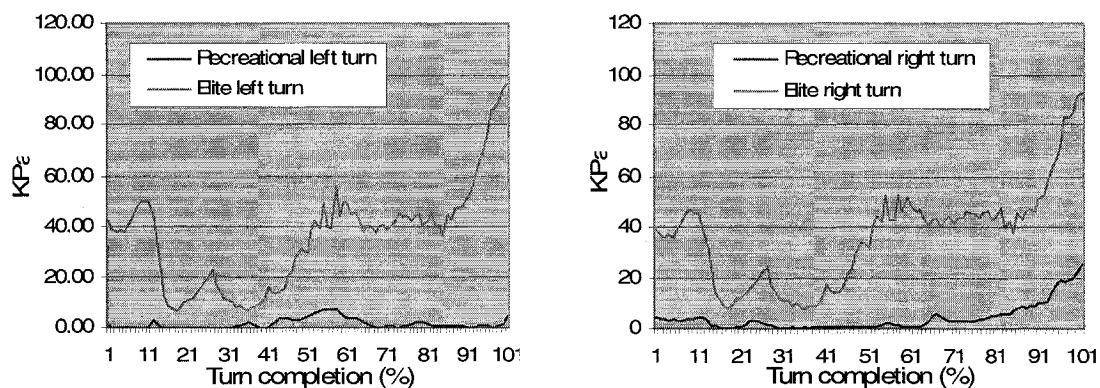 120.00
100.00
80.00
60.00
40.00
20.00
0.00
KPa
Recreational left turn
Elite left turn
1 11 21 31 41 51 61 71 81 91 101
Turn completion (%)
120
100
80
60
40
20
0
KPa
Recreational right turn
Elite right turn
1 11 21 31 41 51 61 71 81 91 101
Turn completion (%)